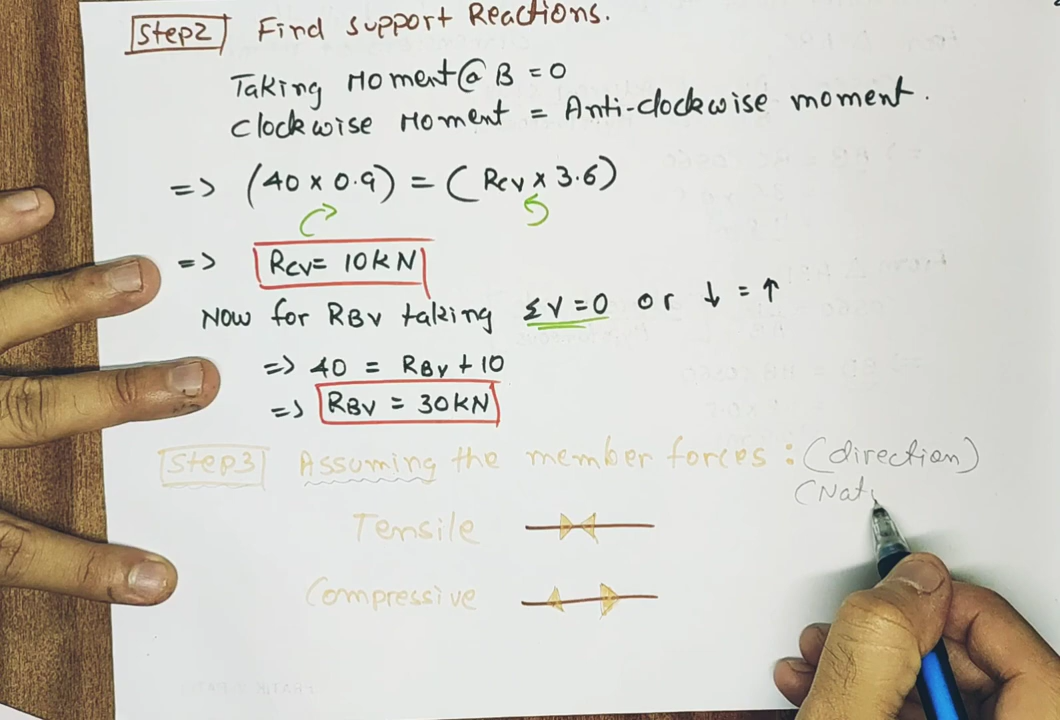 Step2 Find support Reactions.
Taking Moment@ B = 0
Clockwise Moment = Anti-clockwise moment.
=> (40 x 0.9) = (Rcv x 3.6)
=> Rcv= 10kN
Now for RBV taking ΣV=0 or ↓ = ↑
=> 40 = RBV + 10
=> RBV = 30kN
Step3 Assuming the member forces : (direction)
(Nat
Tensile
Compressive